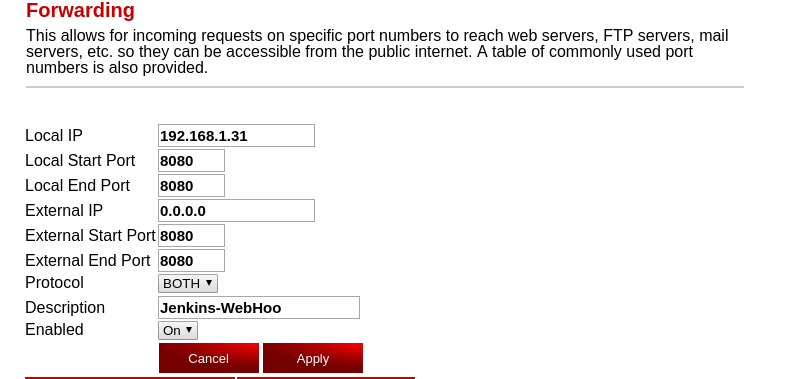 Forwarding
This allows for incoming requests on specific port numbers to reach web servers, FTP servers, mail
servers, etc. so they can be accessible from the public internet. A table of commonly used port
numbers is also provided.
Local IP 192.168.1.31
Local Start Port 8080
Local End Port 8080
External IP 0.0.0.0
External Start Port 8080
External End Port 8080
Protocol BOTH
Description Jenkins-WebHoo
Enabled On
Cancel Apply